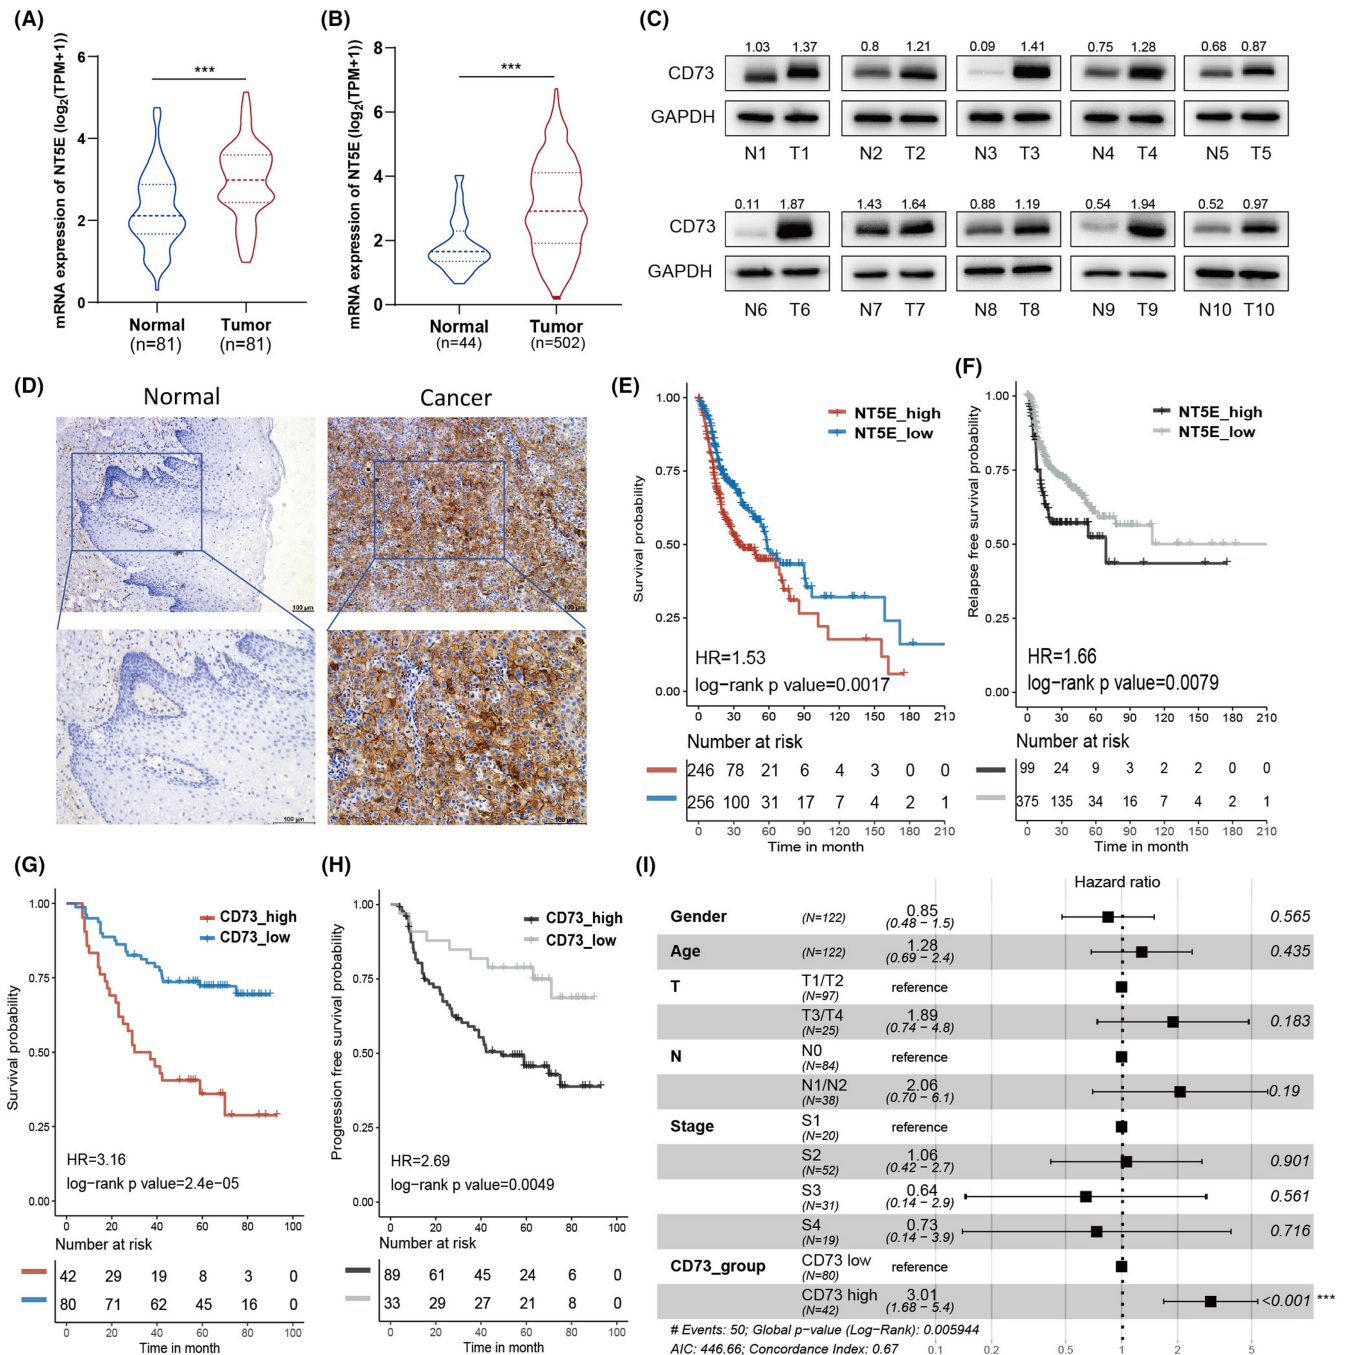 (A)
mRNA expression of NT5E (log2(TPM+1))
6
4
2
0
***
Normal
(n=81)
Tumor
(n=81)
(B)
mRNA expression of NT5E (log2(TPM+1))
8
6
4
2
0
***
Normal
(n=44)
Tumor
(n=502)
(C)
1.03 1.37 0.8 1.21 0.09 1.41 0.75 1.28 0.68 0.87
CD73
GAPDH
N1 T1 N2 T2 N3 T3 N4 T4 N5 T5
0.11 1.87 1.43 1.64 0.88 1.19 0.54 1.94 0.52 0.97
CD73
GAPDH
N6 T6 N7 T7 N8 T8 N9 T9 N10 T10
(D)
Normal
Cancer
100 μm
100 μm
100 μm
100 μm
(E)
Survival probability
1.00
0.75
0.50
0.25
0.00
NT5E_high
NT5E_low
HR=1.53
log−rank p value=0.0017
0 30 60 90 120 150 180 210
Number at risk
246 78 21 6 4 3 0 0
256 100 31 17 7 4 2 1
0 30 60 90 120 150 180 210
Time in month
(F)
Relapse free survival probability
1.00
0.75
0.50
0.25
0.00
NT5E_high
NT5E_low
HR=1.66
log−rank p value=0.0079
0 30 60 90 120 150 180 210
Number at risk
99 24 9 3 2 2 0 0
375 135 34 16 7 4 2 1
0 30 60 90 120 150 180 210
Time in month
(G)
Survival probability
1.00
0.75
0.50
0.25
0.00
CD73_high
CD73_low
HR=3.16
log−rank p value=2.4e−05
0 20 40 60 80 100
Number at risk
42 29 19 8 3 0
80 71 62 45 16 0
0 20 40 60 80 100
Time in month
(H)
Progression free survival probability
1.00
0.75
0.50
0.25
0.00
CD73_high
CD73_low
HR=2.69
log−rank p value=0.0049
0 20 40 60 80 100
Number at risk
89 61 45 24 6 0
33 29 27 21 8 0
0 20 40 60 80 100
Time in month
(I)
Hazard ratio
Gender (N=122) 0.85 (0.48 − 1.5) 0.565
Age (N=122) 1.28 (0.69 − 2.4) 0.435
T T1/T2 (N=97) reference
T3/T4 (N=25) 1.89 (0.74 − 4.8) 0.183
N N0 (N=84) reference
N1/N2 (N=38) 2.06 (0.70 − 6.1) 0.19
Stage S1 (N=20) reference
S2 (N=52) 1.06 (0.42 − 2.7) 0.901
S3 (N=31) 0.64 (0.14 − 2.9) 0.561
S4 (N=19) 0.73 (0.14 − 3.9) 0.716
CD73_group CD73 low (N=80) reference
CD73 high (N=42) 3.01 (1.68 − 5.4) <0.001 ***
# Events: 50; Global p−value (Log−Rank): 0.005944
AIC: 446.66; Concordance Index: 0.67
0.1 0.2 0.5 1 2 5